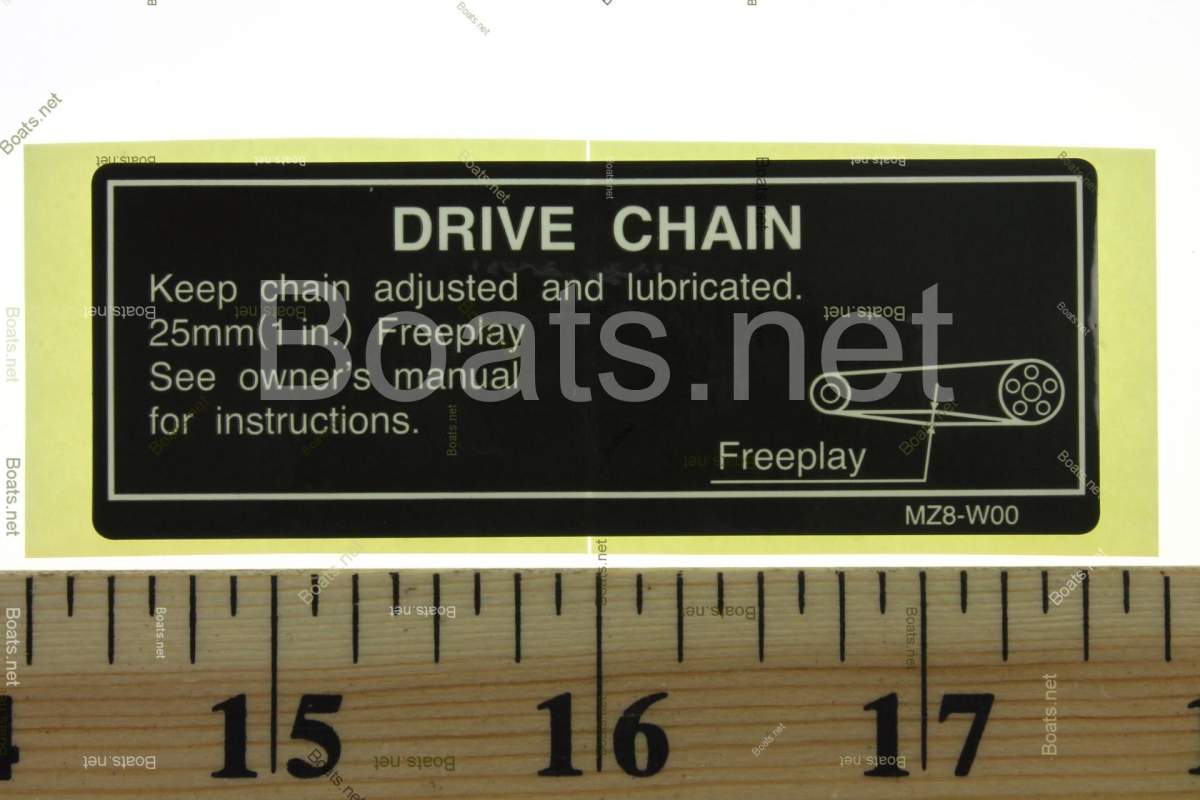 DRIVE CHAIN
Keep chain adjusted and lubricated.
25mm(1 in.) Freeplay
See owner's manual
for instructions.
Freeplay
MZ8-W00
Boats.net
15 16 17